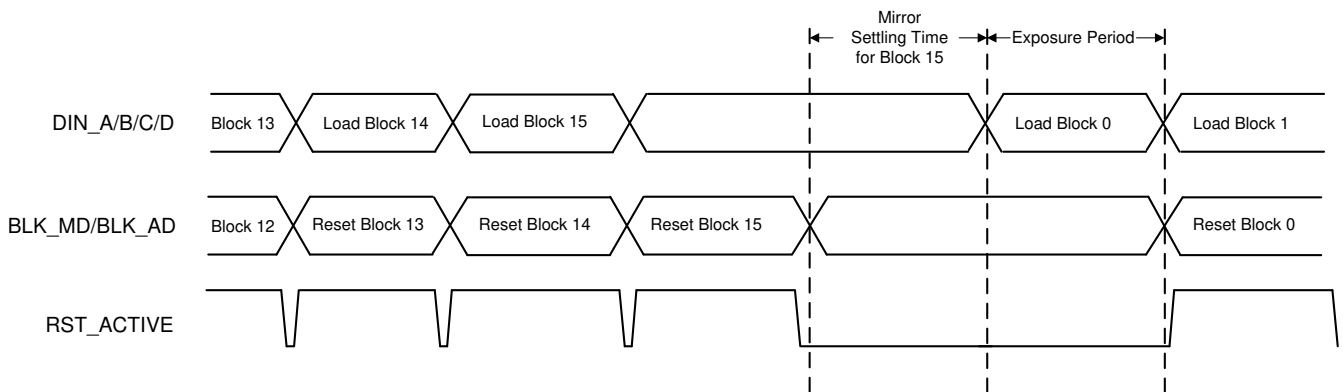 Mirror
Settling Time
for Block 15
Exposure Period
DIN_A/B/C/D
Block 13
Load Block 14
Load Block 15
Load Block 0
Load Block 1
BLK_MD/BLK_AD
Block 12
Reset Block 13
Reset Block 14
Reset Block 15
Reset Block 0
RST_ACTIVE